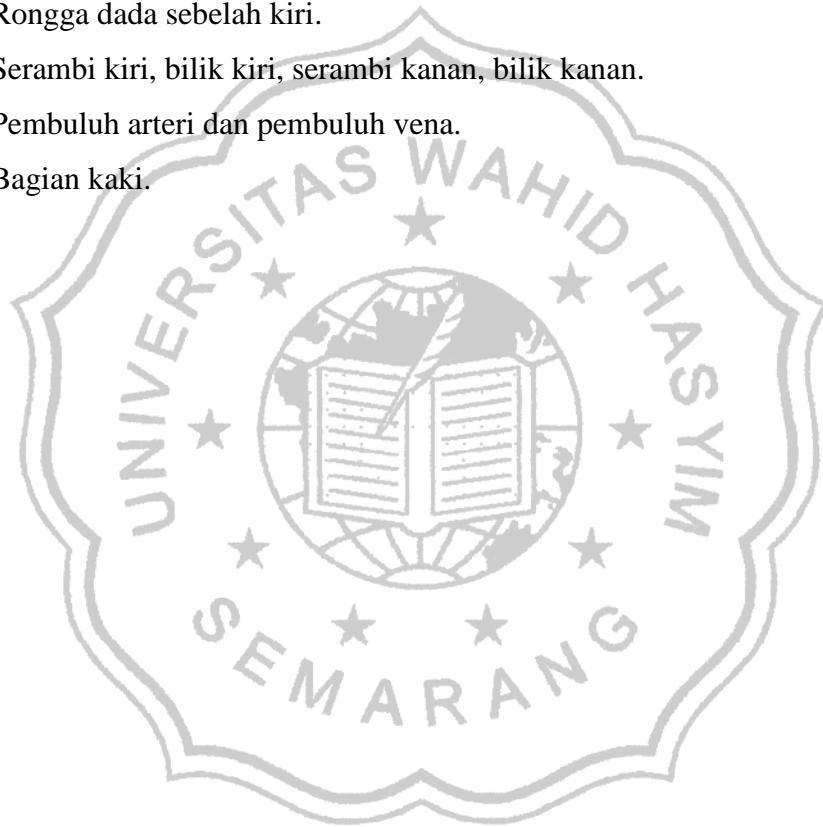 Rongga dada sebelah kiri.
Serambi kiri, bilik kiri, serambi kanan, bilik kanan.
Pembuluh arteri dan pembuluh vena.
Bagian kaki.
UNIVERSITAS WAHID HASYIM
SEMARANG